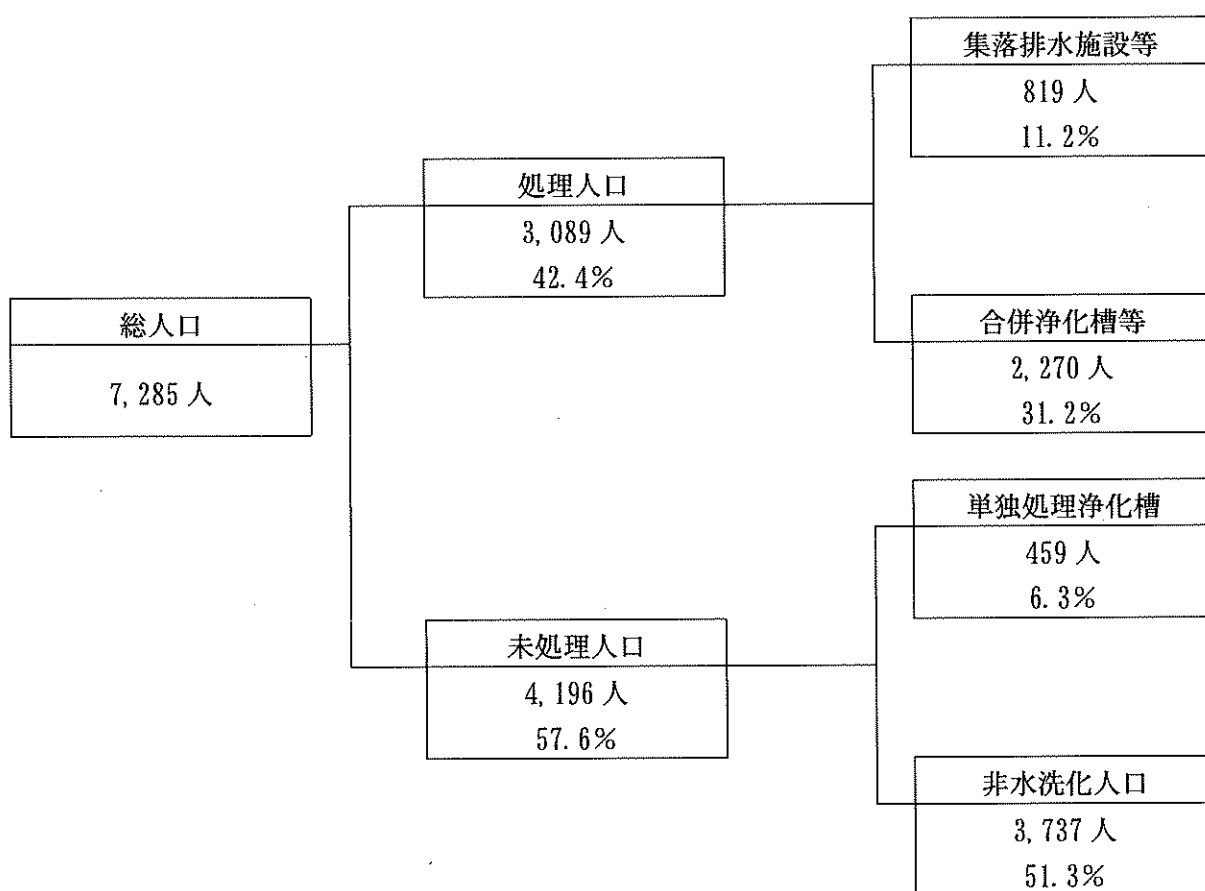 総人口
7,285 人
処理人口
3,089 人
42.4%
未処理人口
4,196 人
57.6%
集落排水施設等
819 人
11.2%
合併浄化槽等
2,270 人
31.2%
単独処理浄化槽
459 人
6.3%
非水洗化人口
3,737 人
51.3%